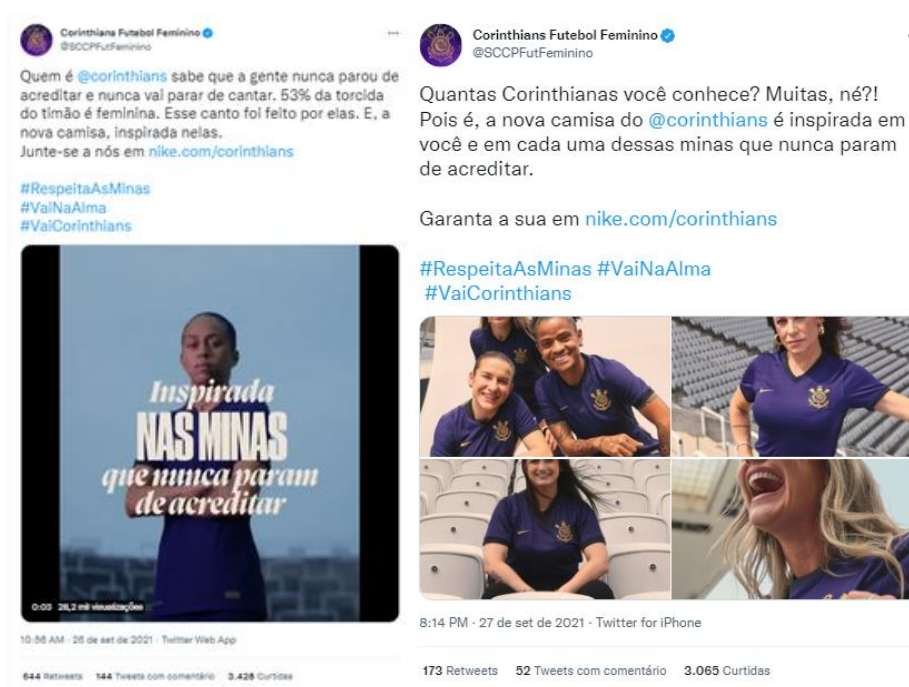 Corinthians Futebol Feminino
@SCCPFutFeminino
Quem é @corinthians sabe que a gente nunca parou de
acreditar e nunca vai parar de cantar. 53% da torcida
do timão é feminina. Esse canto foi feito por elas. E, a
nova camisa, inspirada nelas.
Junte-se a nós em nike.com/corinthians
#RespeitaAsMinas
#VaiNaAlma
#VaiCorinthians
Inspirada
NAS MINAS
que nunca param
de acreditar
0:03 28,2 mil visualizações
10:56 AM · 26 de set de 2021 · Twitter Web App
644 Retweets 144 Tweets com comentário 3.428 Curtidas
Corinthians Futebol Feminino
@SCCPFutFeminino
Quantas Corinthianas você conhece? Muitas, né?!
Pois é, a nova camisa do @corinthians é inspirada em
você e em cada uma dessas minas que nunca param
de acreditar.
Garanta a sua em nike.com/corinthians
#RespeitaAsMinas #VaiNaAlma
#VaiCorinthians
8:14 PM · 27 de set de 2021 · Twitter for iPhone
173 Retweets 52 Tweets com comentário 3.065 Curtidas